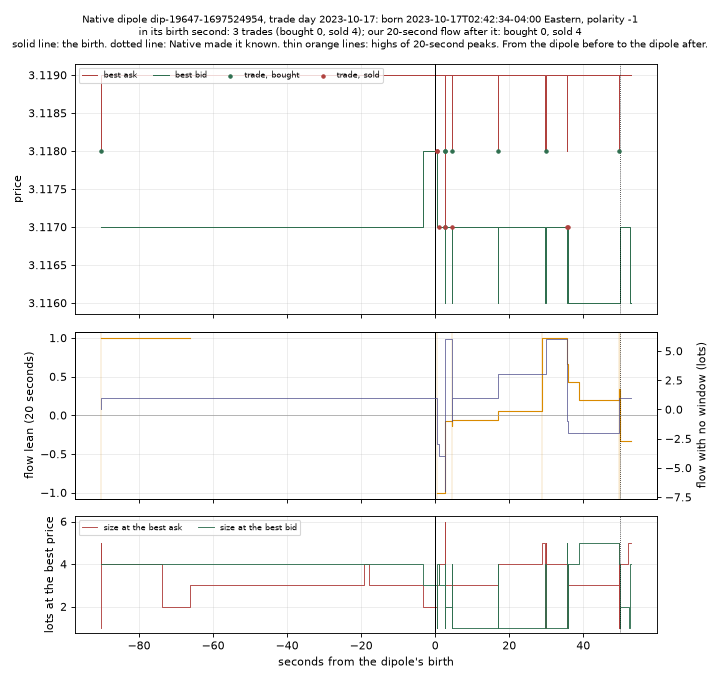 Native dipole dip-19647-1697524954, trade day 2023-10-17: born 2023-10-17T02:42:34-04:00 Eastern, polarity -1
in its birth second: 3 trades (bought 0, sold 4); our 20-second flow after it: bought 0, sold 4
solid line: the birth. dotted line: Native made it known. thin orange lines: highs of 20-second peaks. From the dipole before to the dipole after.
best ask best bid trade, bought trade, sold
3.1190
3.1185
3.1180
3.1175
3.1170
3.1165
3.1160
price
1.0
0.5
0.0
−0.5
−1.0
flow lean (20 seconds)
5.0
2.5
0.0
−2.5
−5.0
−7.5
flow with no window (lots)
size at the best ask size at the best bid
6
4
2
lots at the best price
−80 −60 −40 −20 0 20 40
seconds from the dipole's birth